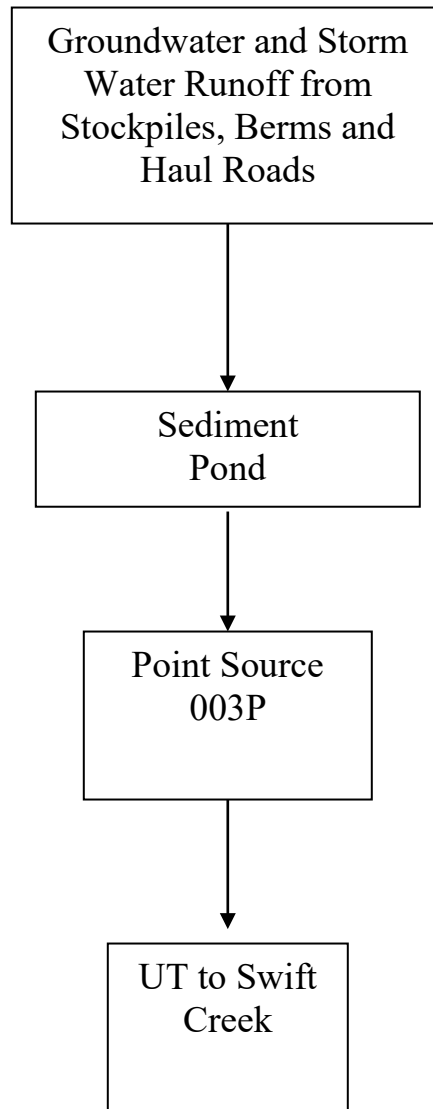 Groundwater and Storm
Water Runoff from
Stockpiles, Berms and
Haul Roads
Sediment
Pond
Point Source
003P
UT to Swift
Creek